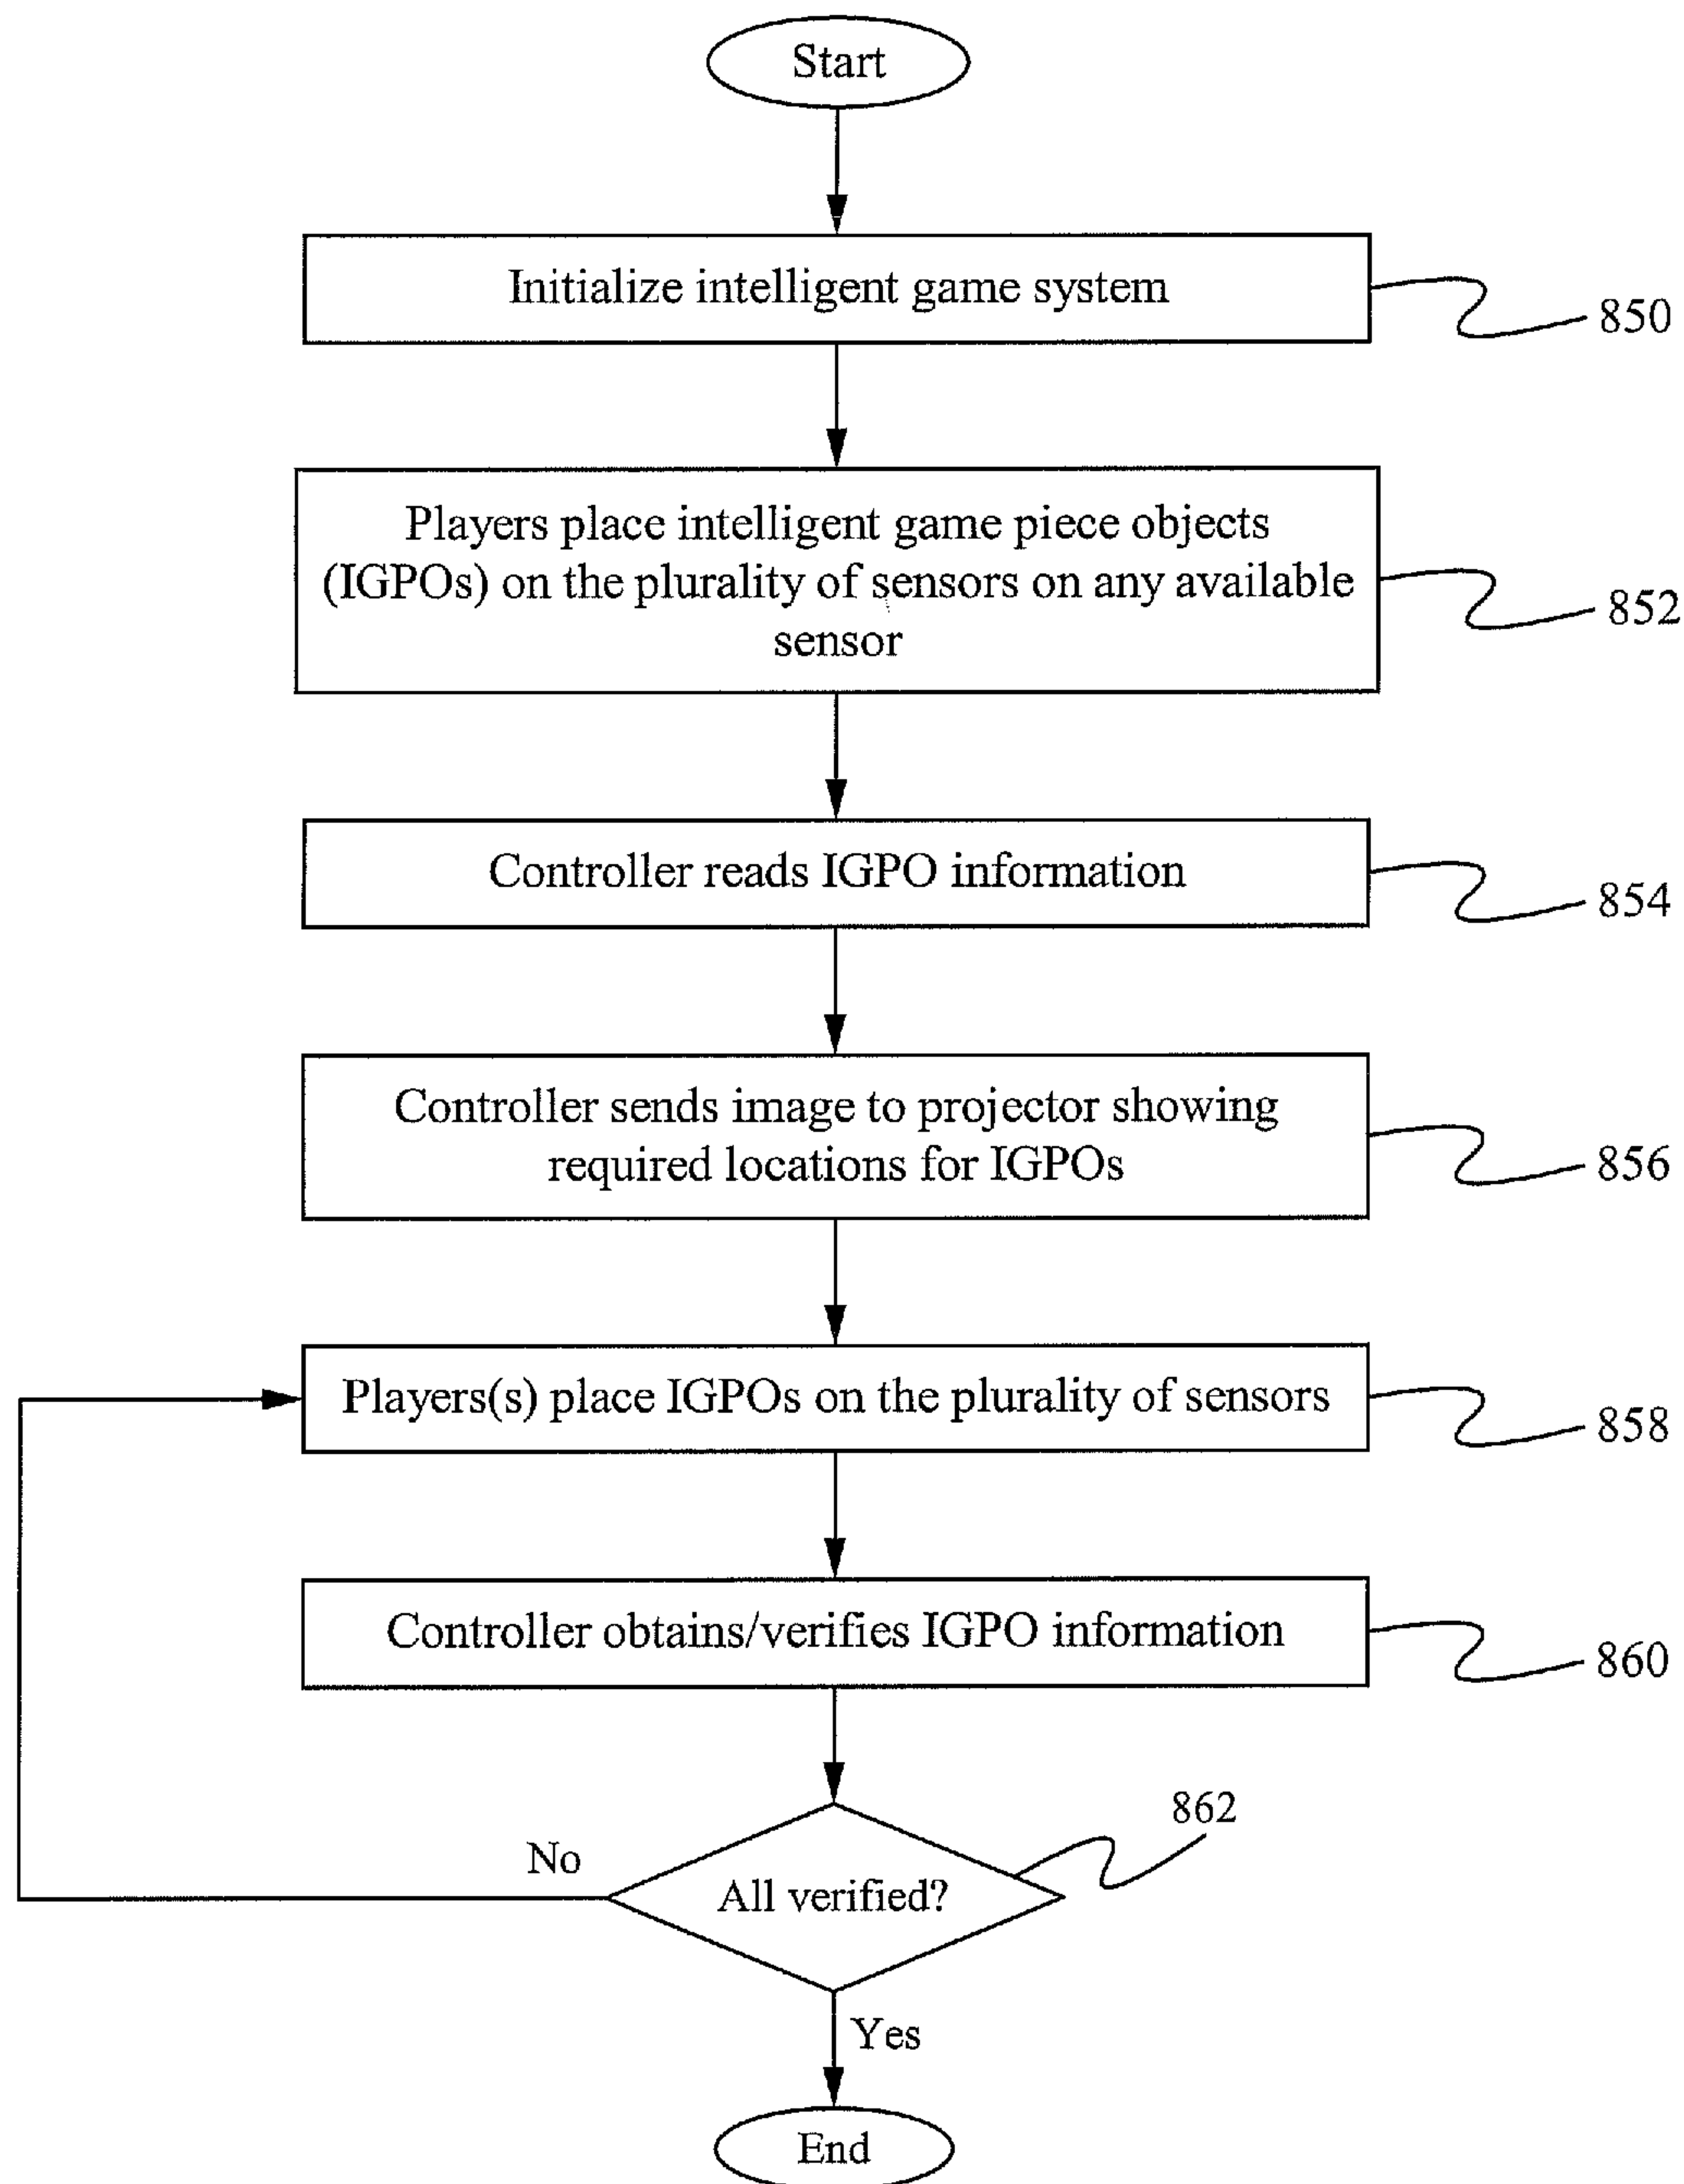 Start
Initialize intelligent game system
850
Players place intelligent game piece objects
(IGPOs) on the plurality of sensors on any available
sensor
852
Controller reads IGPO information
854
Controller sends image to projector showing
required locations for IGPOs
856
Players(s) place IGPOs on the plurality of sensors
858
Controller obtains/verifies IGPO information
860
862
No
All verified?
Yes
End